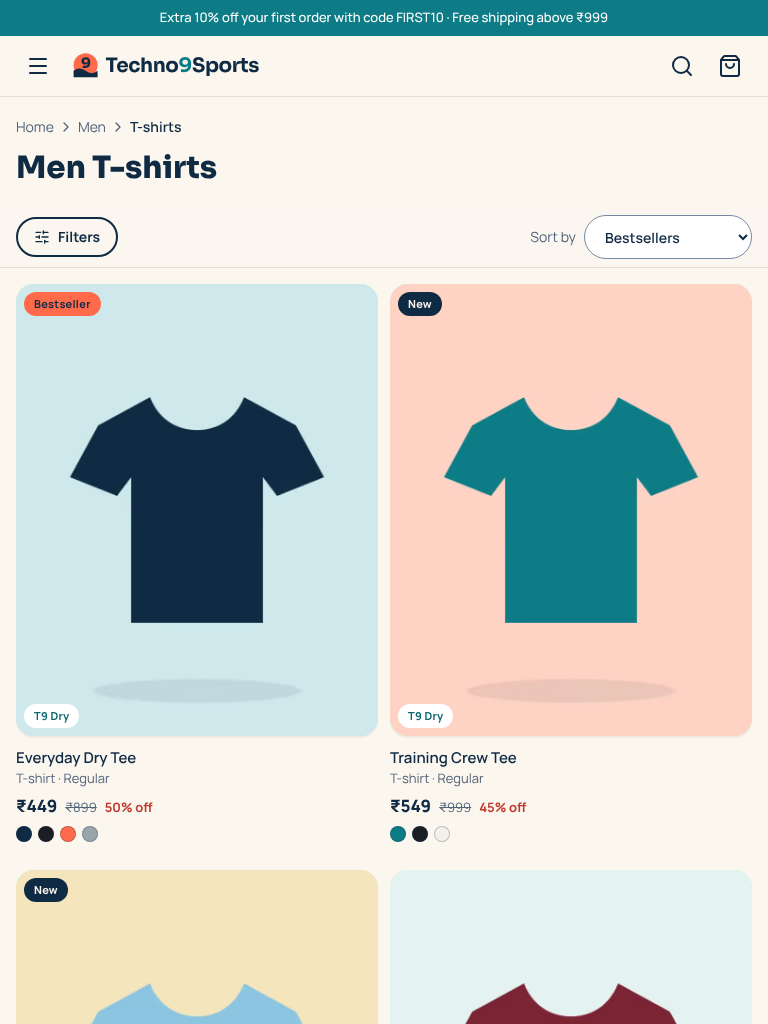 Extra 10% off your first order with code FIRST10 · Free shipping above ₹999
9 Techno9Sports
Home > Men > T-shirts
Men T-shirts
Filters
Sort by Bestsellers
Bestseller
New
T9 Dry
T9 Dry
Everyday Dry Tee
T-shirt · Regular
₹449 ₹899 50% off
Training Crew Tee
T-shirt · Regular
₹549 ₹999 45% off
New